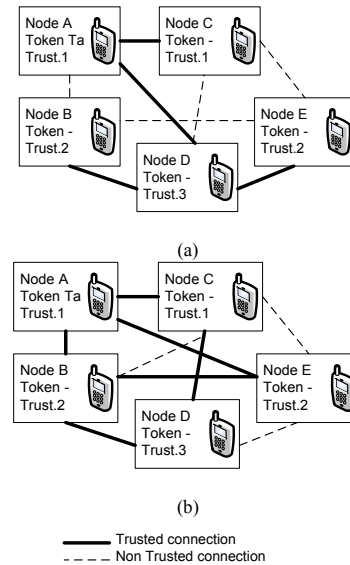 Node A
Token Ta
Trust.1
Node C
Token -
Trust.1
Node B
Token -
Trust.2
Node E
Token -
Trust.2
Node D
Token -
Trust.3
(a)
Node A
Token Ta
Trust.1
Node C
Token -
Trust.1
Node B
Token -
Trust.2
Node E
Token -
Trust.2
Node D
Token -
Trust.3
(b)
Trusted connection
Non Trusted connection